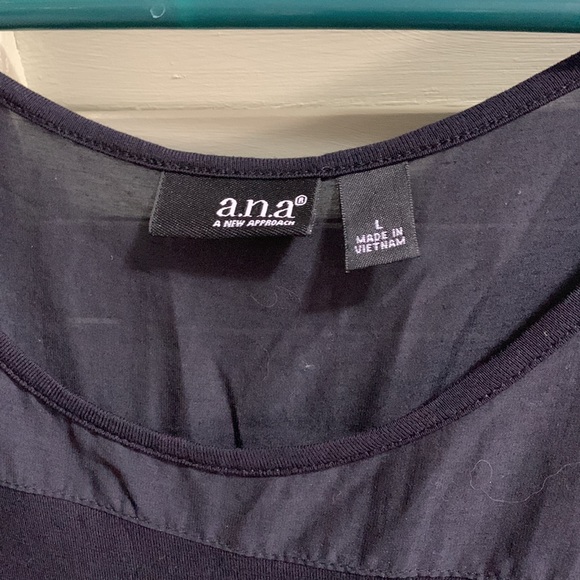 a.n.a®
A NEW APPROACH
L
MADE IN
VIETNAM